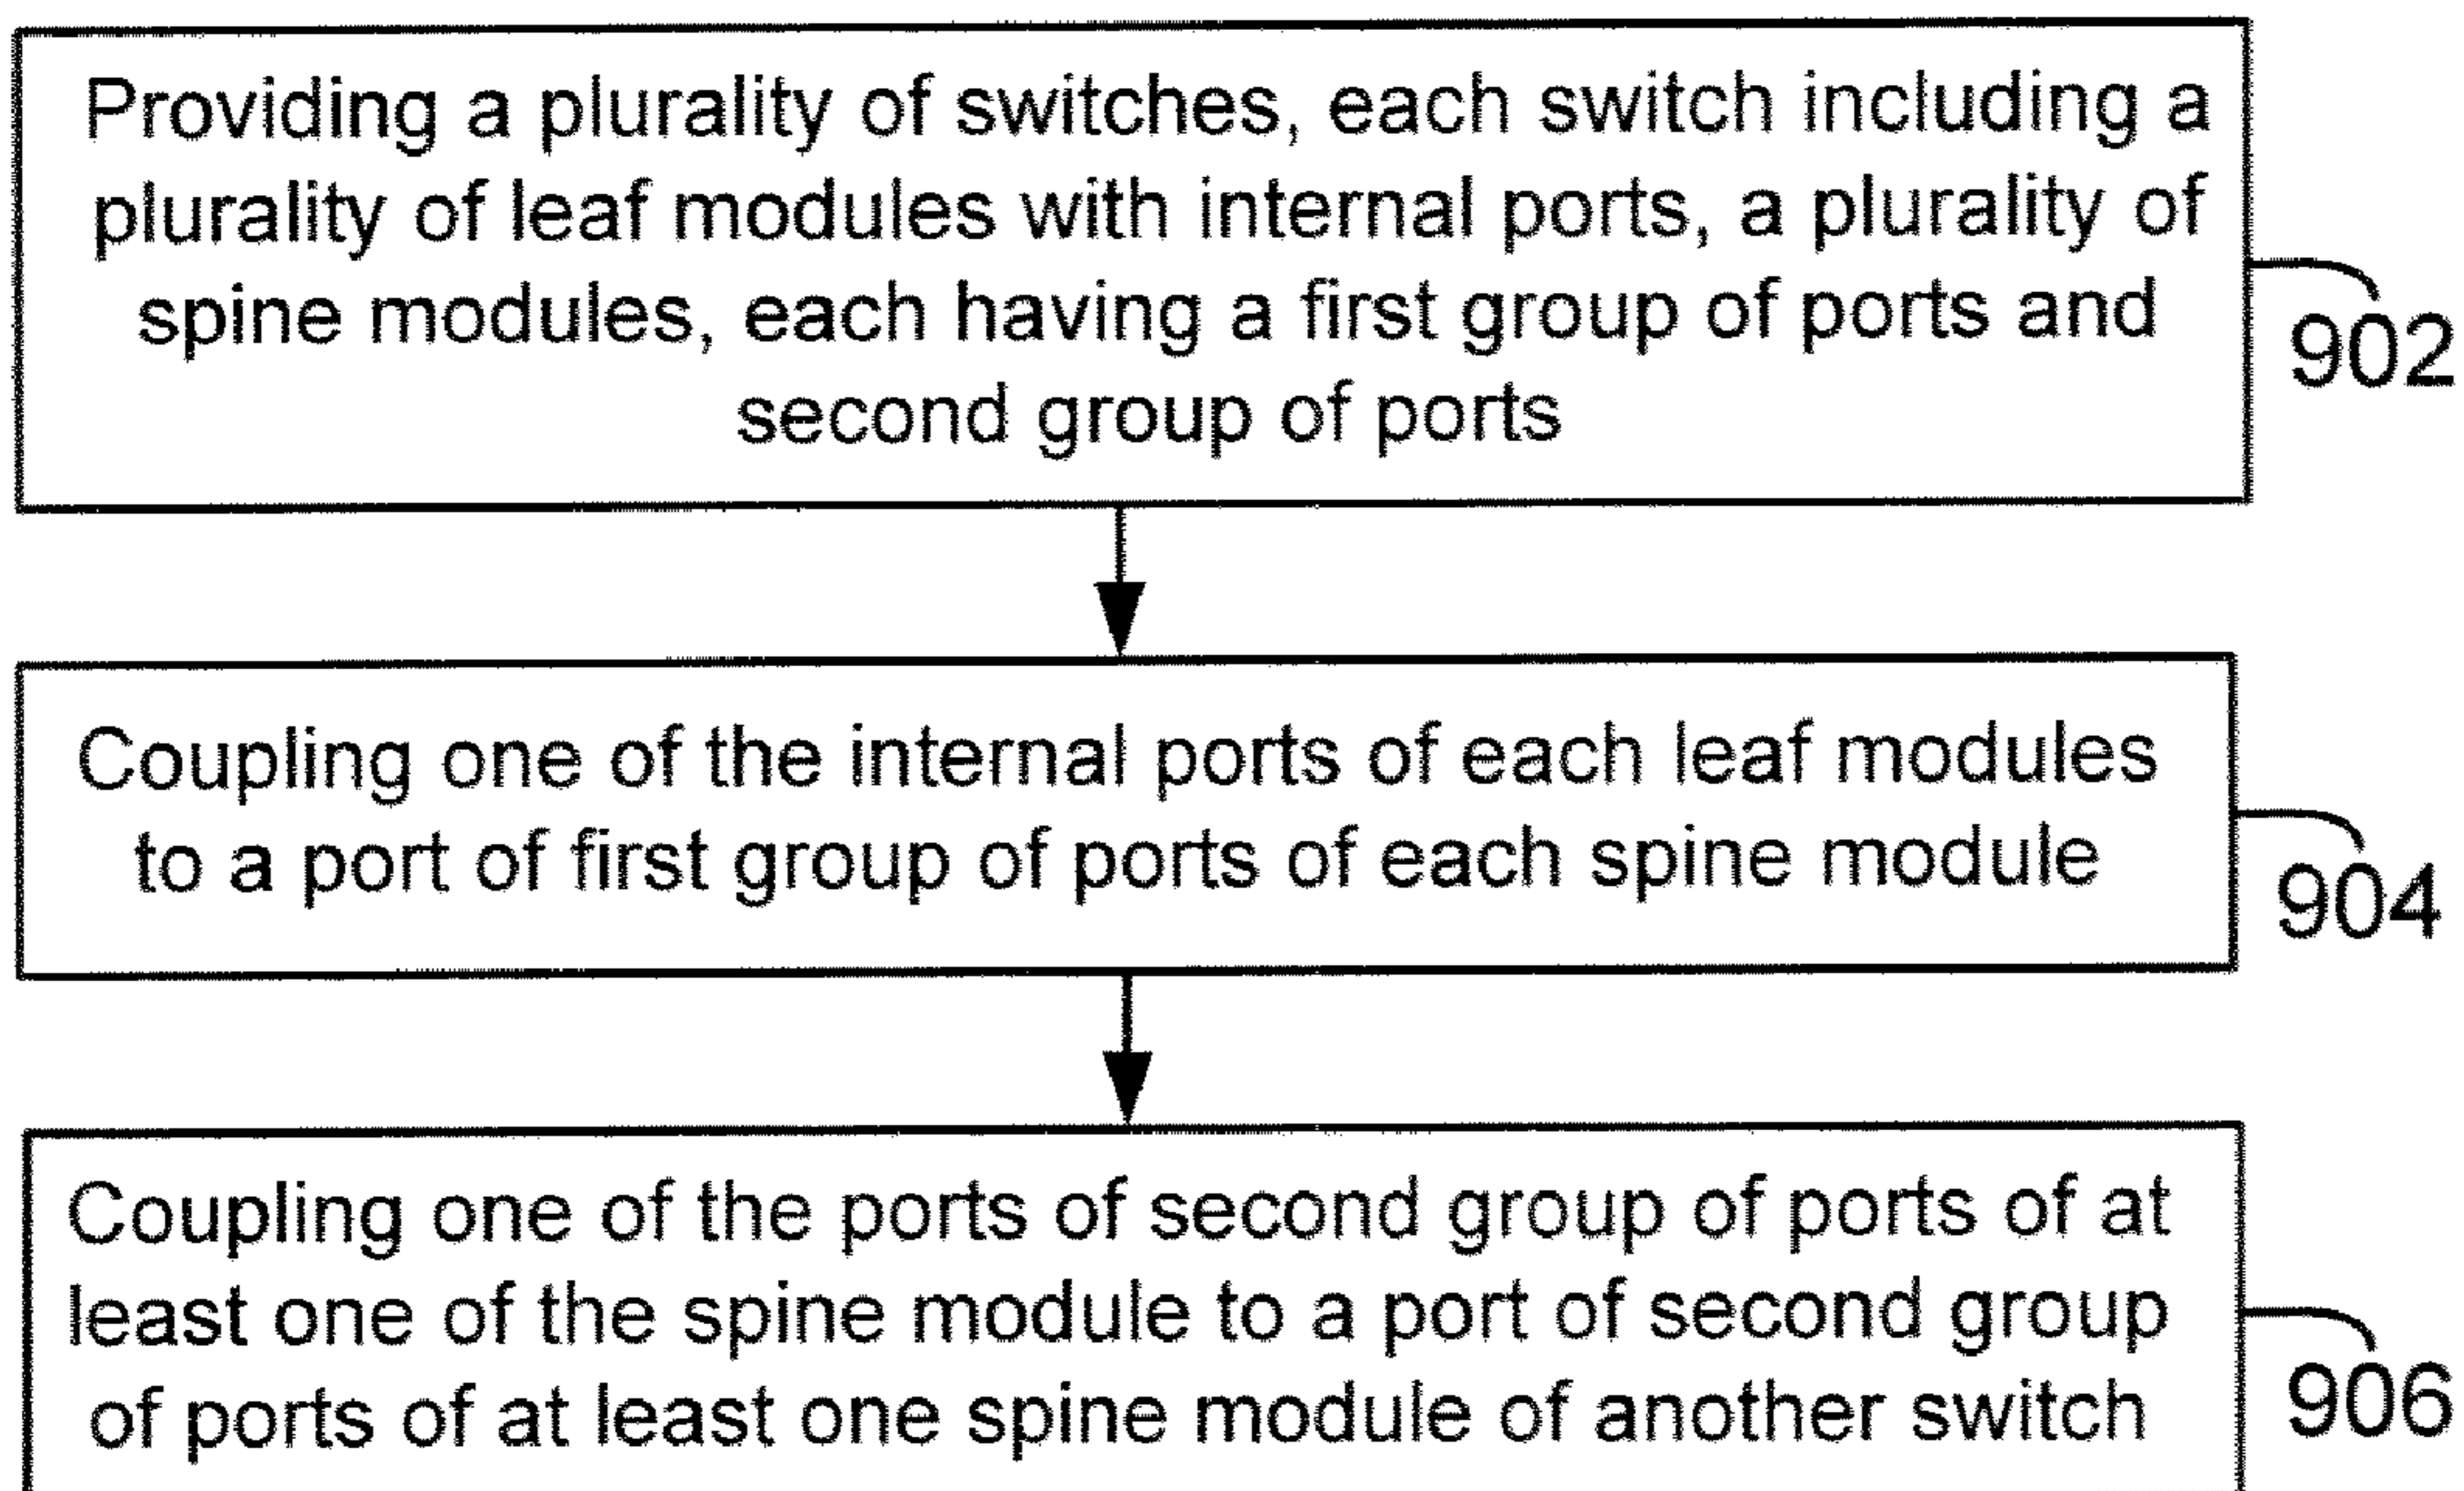 Providing a plurality of switches, each switch including a
plurality of leaf modules with internal ports, a plurality of
spine modules, each having a first group of ports and
second group of ports
902
Coupling one of the internal ports of each leaf modules
to a port of first group of ports of each spine module
904
Coupling one of the ports of second group of ports of at
least one of the spine module to a port of second group
of ports of at least one spine module of another switch
906